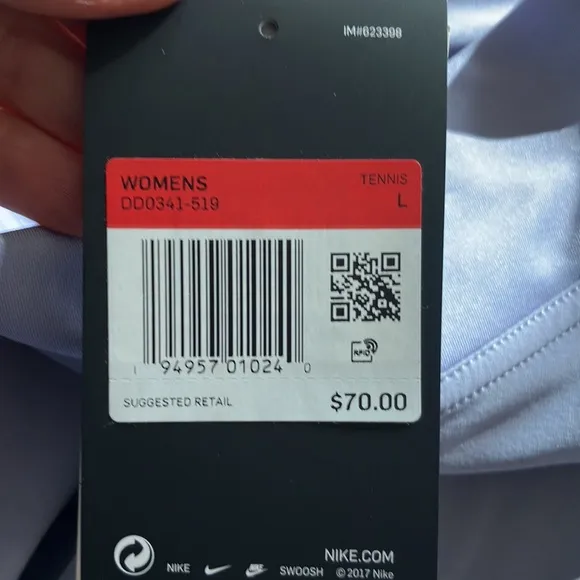 IM#623398
WOMENS
DD0341-519
TENNIS
L
RFID
1 94957 01024 0
SUGGESTED RETAIL
$70.00
NIKE
SWOOSH
NIKE.COM
© 2017 Nike